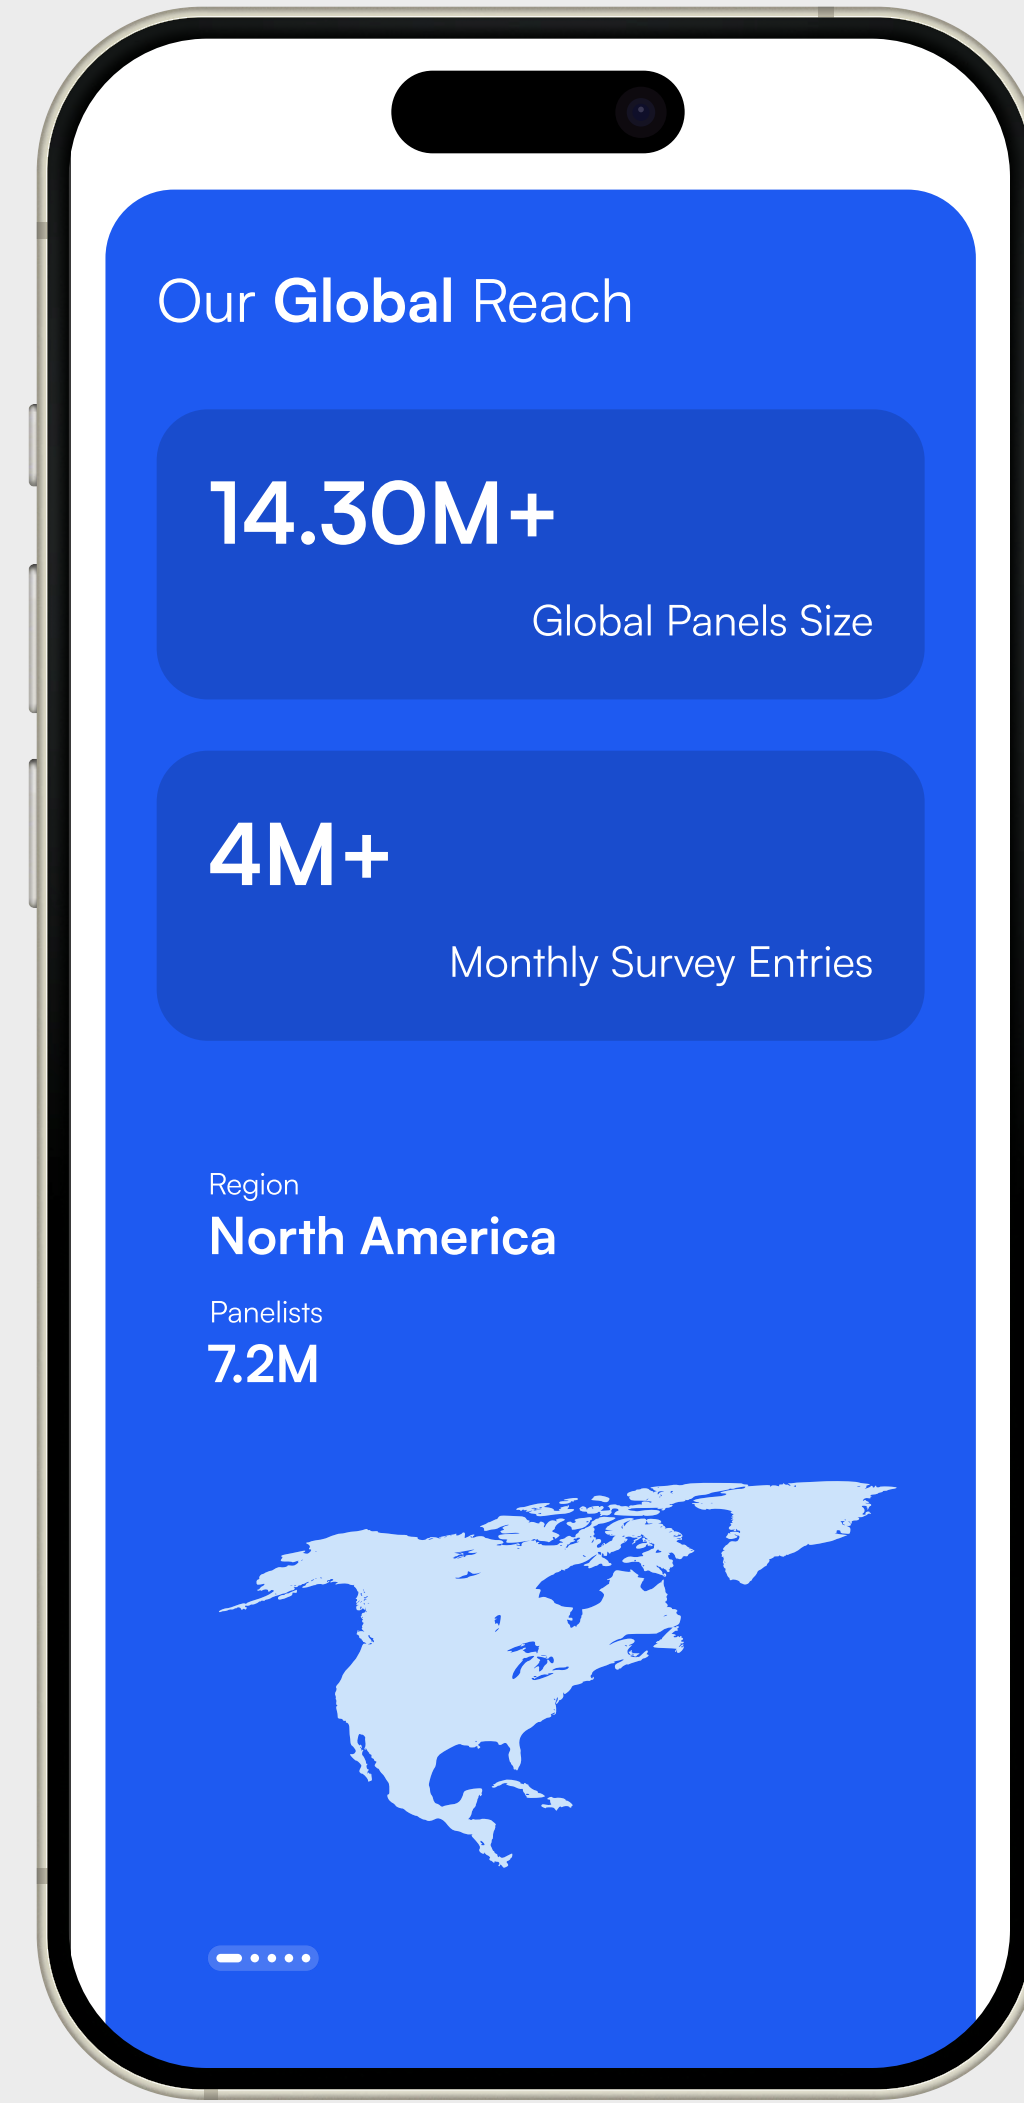 Our Global Reach
14.30M+
Global Panels Size
4M+
Monthly Survey Entries
Region
North America
Panelists
7.2M